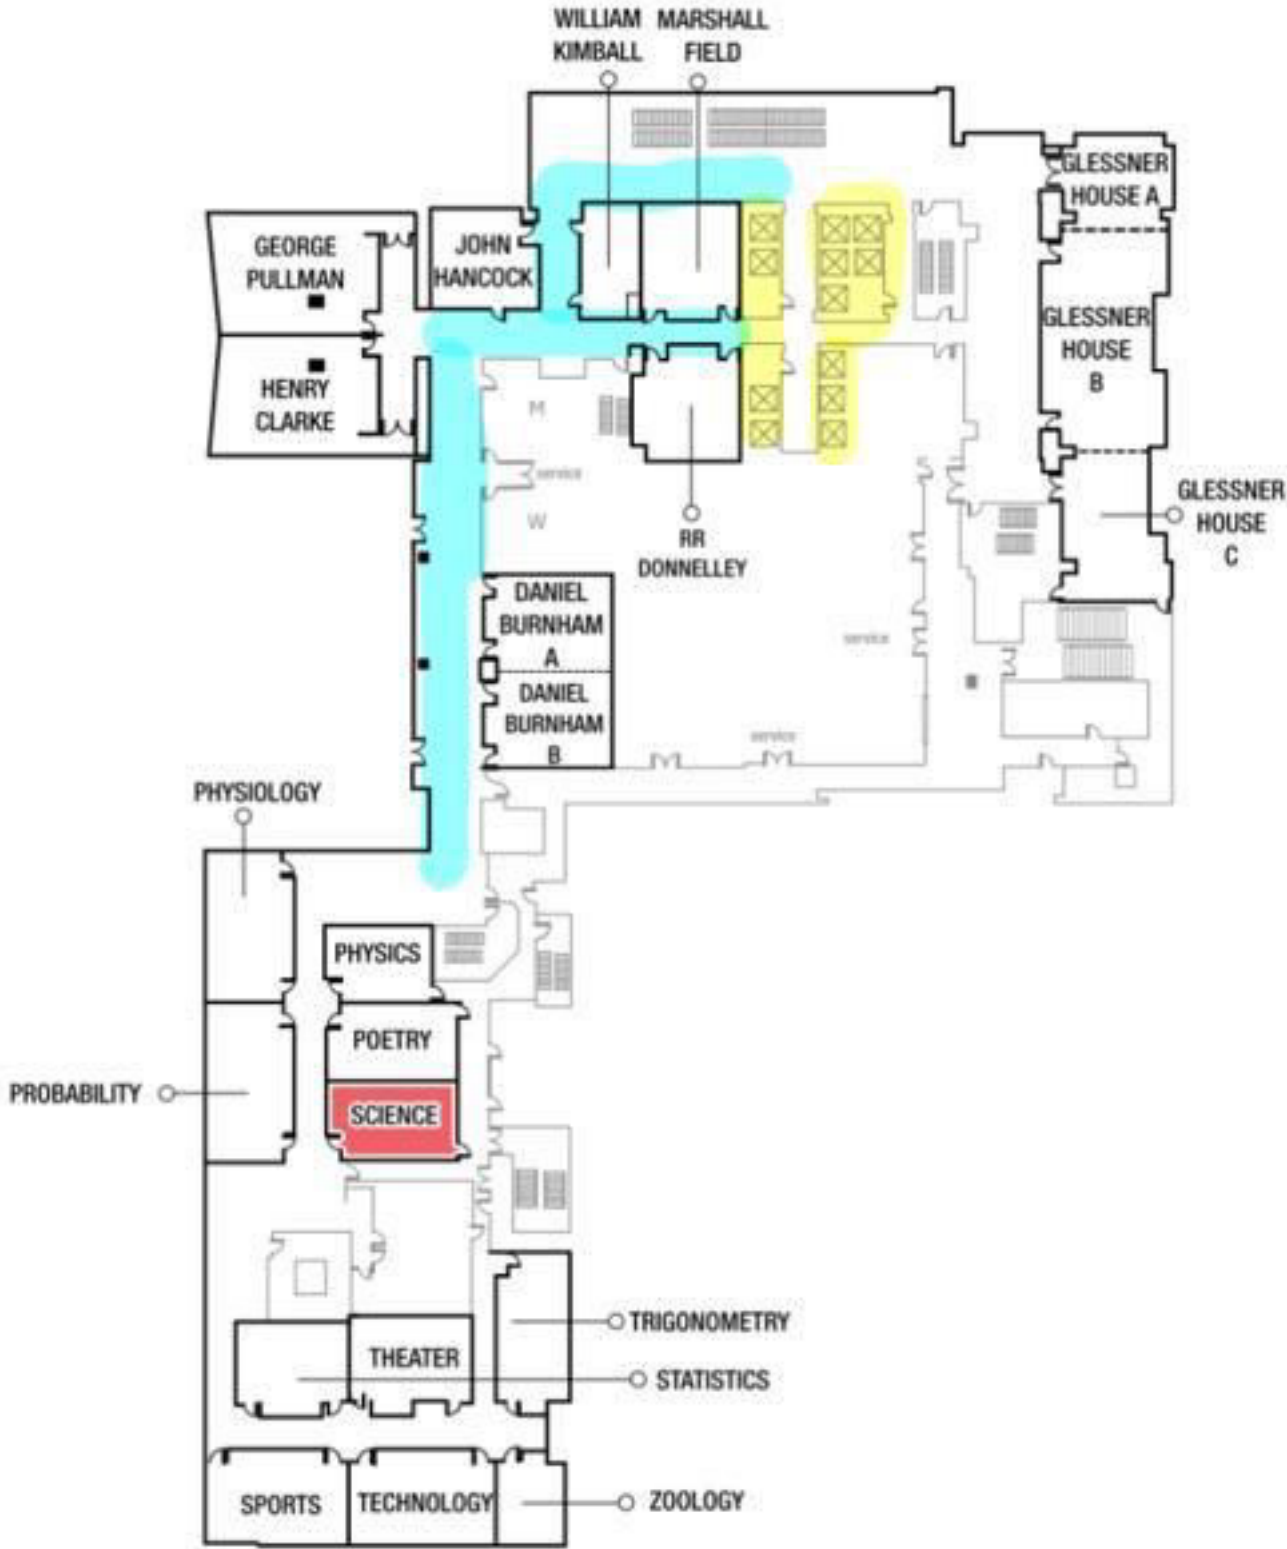 WILLIAM
KIMBALL
MARSHALL
FIELD
GLESSNER
HOUSE A
GEORGE
PULLMAN
JOHN
HANCOCK
GLESSNER
HOUSE
B
HENRY
CLARKE
M
service
W
GLESSNER
HOUSE
C
RR
DONNELLEY
DANIEL
BURNHAM
A
service
DANIEL
BURNHAM
B
service
PHYSIOLOGY
PHYSICS
POETRY
PROBABILITY
SCIENCE
TRIGONOMETRY
THEATER
STATISTICS
SPORTS
TECHNOLOGY
ZOOLOGY